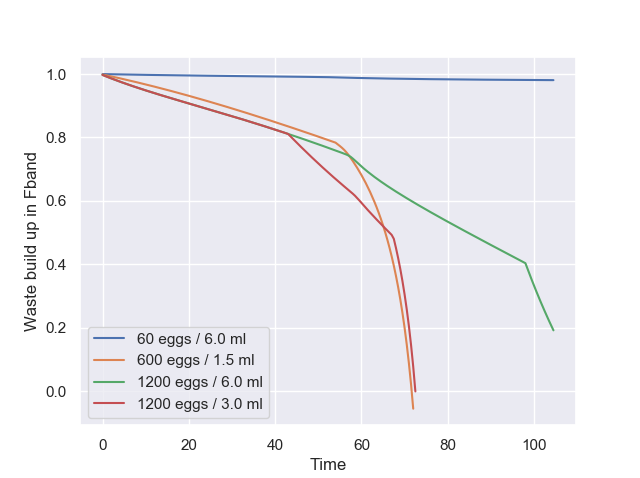 1.0
0.8
0.6
0.4
0.2
0.0
Waste build up in Fband
60 eggs / 6.0 ml
600 eggs / 1.5 ml
1200 eggs / 6.0 ml
1200 eggs / 3.0 ml
0 20 40 60 80 100
Time